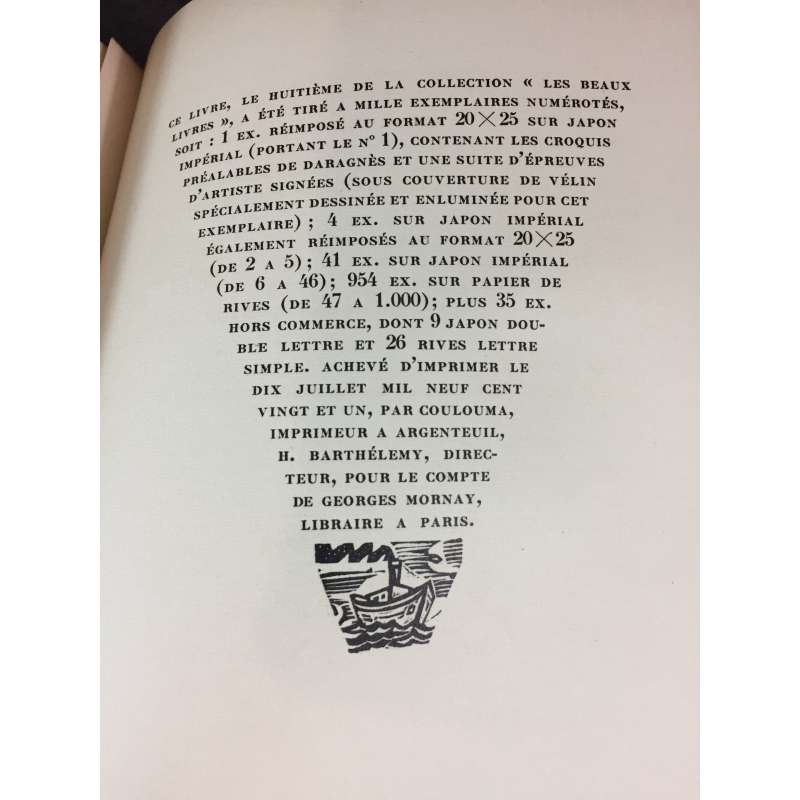 CE LIVRE, LE HUITIÈME DE LA COLLECTION « LES BEAUX
LIVRES », A ÉTÉ TIRÉ A MILLE EXEMPLAIRES NUMÉROTÉS,
SOIT : 1 EX. RÉIMPOSÉ AU FORMAT 20×25 SUR JAPON
IMPÉRIAL (PORTANT LE Nº 1), CONTENANT LES CROQUIS
PRÉALABLES DE DARAGNÈS ET UNE SUITE D'ÉPREUVES
D'ARTISTE SIGNÉES (SOUS COUVERTURE DE VÉLIN
SPÉCIALEMENT DESSINÉE ET ENLUMINÉE POUR CET
EXEMPLAIRE) ; 4 EX. SUR JAPON IMPÉRIAL
ÉGALEMENT RÉIMPOSÉS AU FORMAT 20×25
(DE 2 A 5) ; 41 EX. SUR JAPON IMPÉRIAL
(DE 6 A 46) ; 954 EX. SUR PAPIER DE
RIVES (DE 47 A 1.000) ; PLUS 35 EX.
HORS COMMERCE, DONT 9 JAPON DOU-
BLE LETTRE ET 26 RIVES LETTRE
SIMPLE. ACHEVÉ D'IMPRIMER LE
DIX JUILLET MIL NEUF CENT
VINGT ET UN, PAR COULOUMA,
IMPRIMEUR A ARGENTEUIL,
H. BARTHÉLEMY, DIREC-
TEUR, POUR LE COMPTE
DE GEORGES MORNAY,
LIBRAIRE A PARIS.